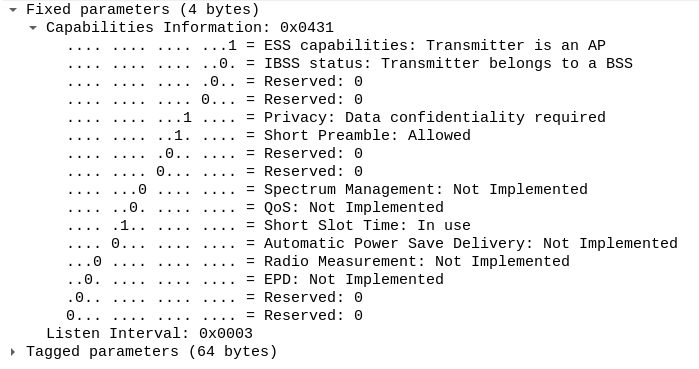 Fixed parameters (4 bytes)
Capabilities Information: 0x0431
.... .... .... ...1 = ESS capabilities: Transmitter is an AP
.... .... .... ..0. = IBSS status: Transmitter belongs to a BSS
.... .... .... .0.. = Reserved: 0
.... .... .... 0... = Reserved: 0
.... .... ...1 .... = Privacy: Data confidentiality required
.... .... ..1. .... = Short Preamble: Allowed
.... .... .0.. .... = Reserved: 0
.... .... 0... .... = Reserved: 0
.... ...0 .... .... = Spectrum Management: Not Implemented
.... ..0. .... .... = QoS: Not Implemented
.... .1.. .... .... = Short Slot Time: In use
.... 0... .... .... = Automatic Power Save Delivery: Not Implemented
...0 .... .... .... = Radio Measurement: Not Implemented
..0. .... .... .... = EPD: Not Implemented
.0.. .... .... .... = Reserved: 0
0... .... .... .... = Reserved: 0
Listen Interval: 0x0003
Tagged parameters (64 bytes)